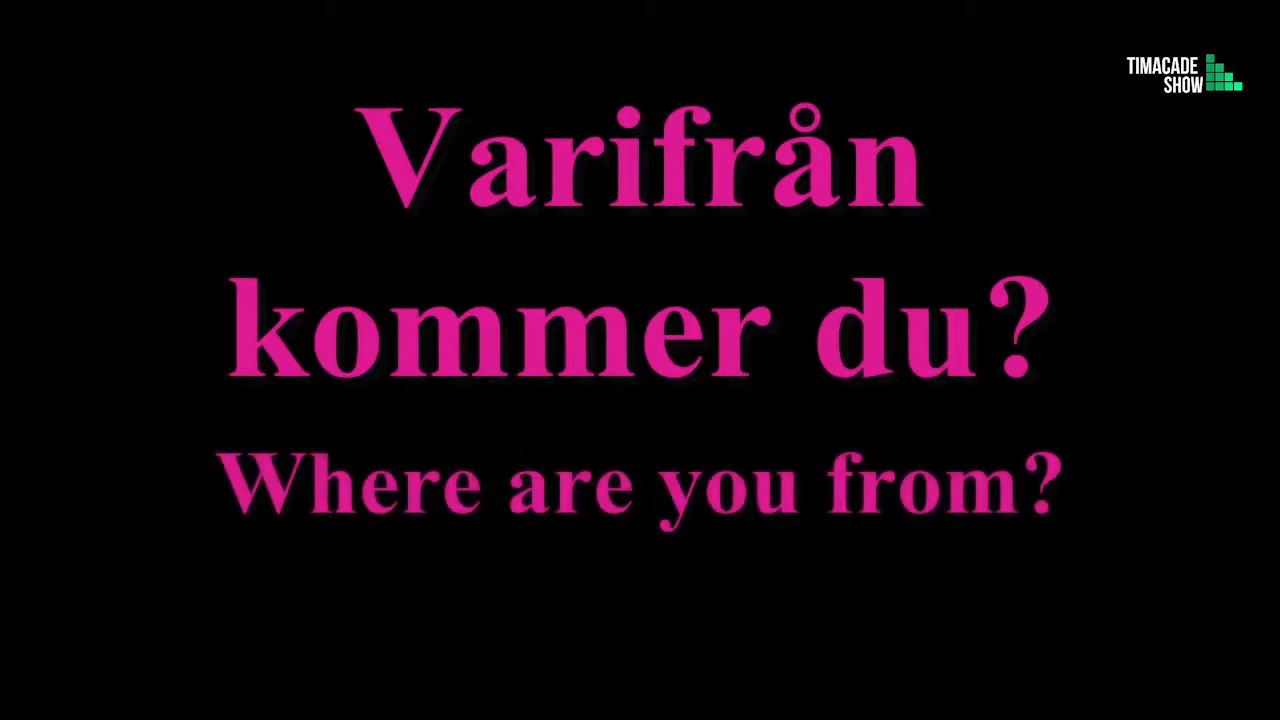 TIMACADE
SHOW
Varifrån
kommer du?
Where are you from?